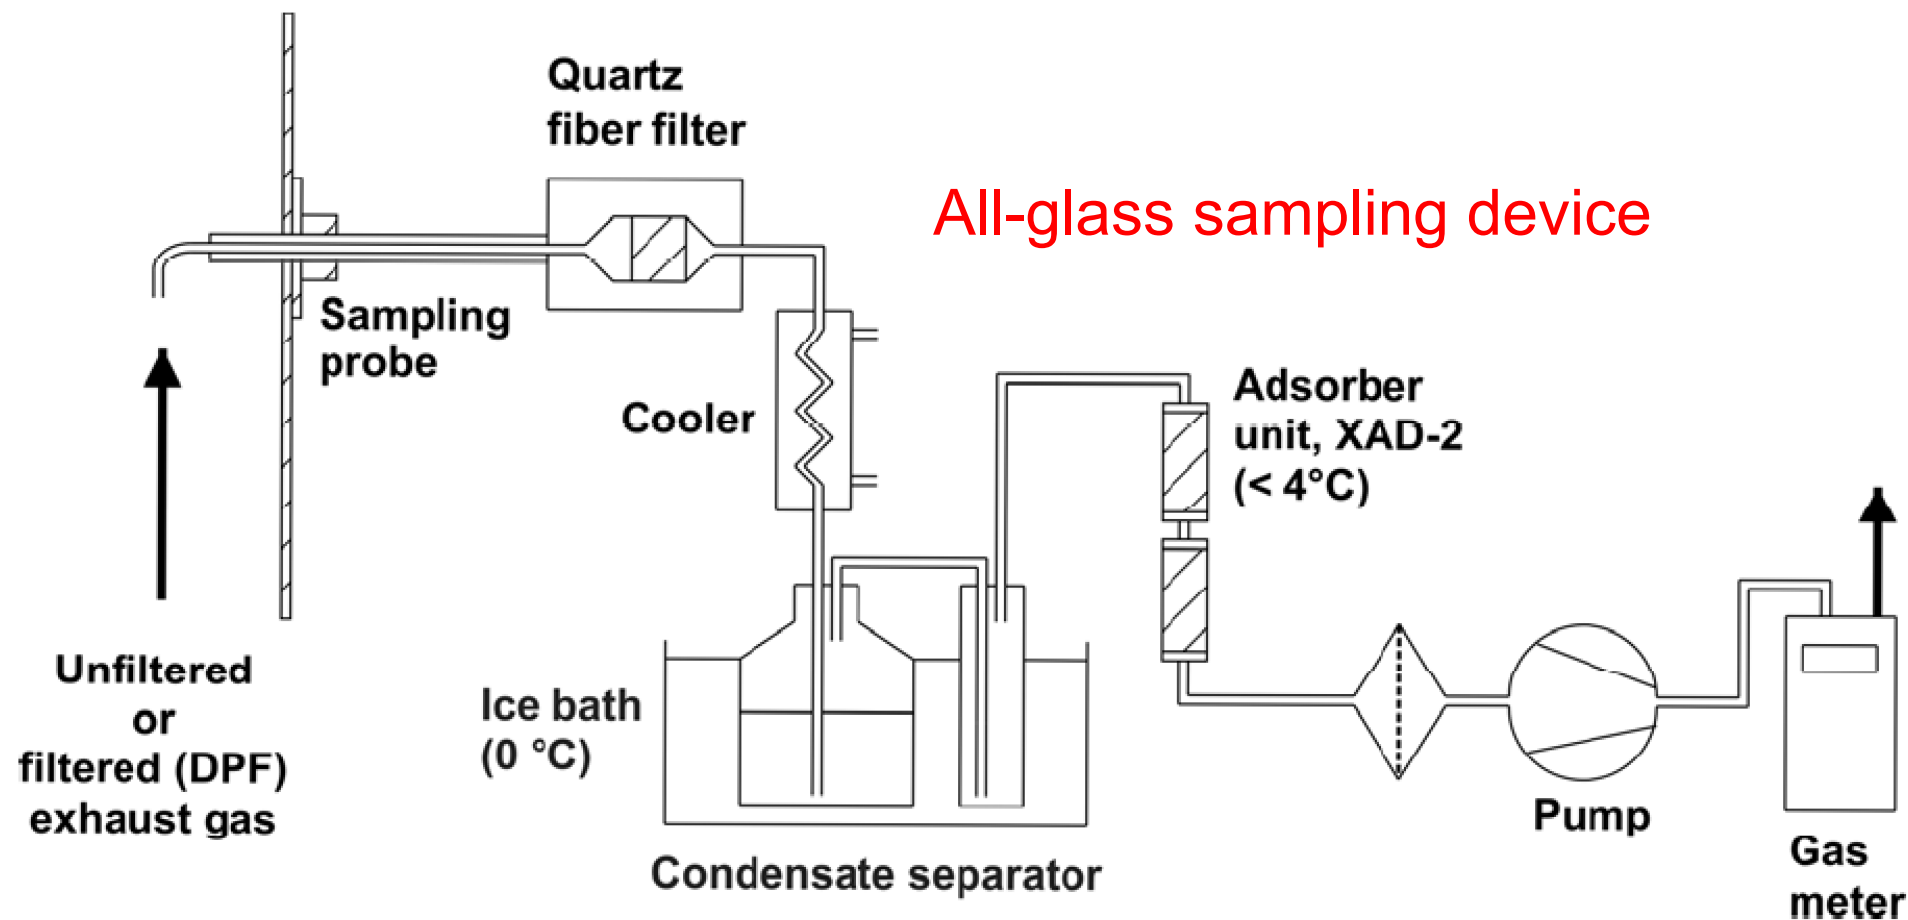 Quartz
fiber filter
All-glass sampling device
Sampling
probe
Cooler
Adsorber
unit, XAD-2
(< 4°C)
Unfiltered
or
filtered (DPF)
exhaust gas
Ice bath
(0 °C)
Condensate separator
Pump
Gas
meter